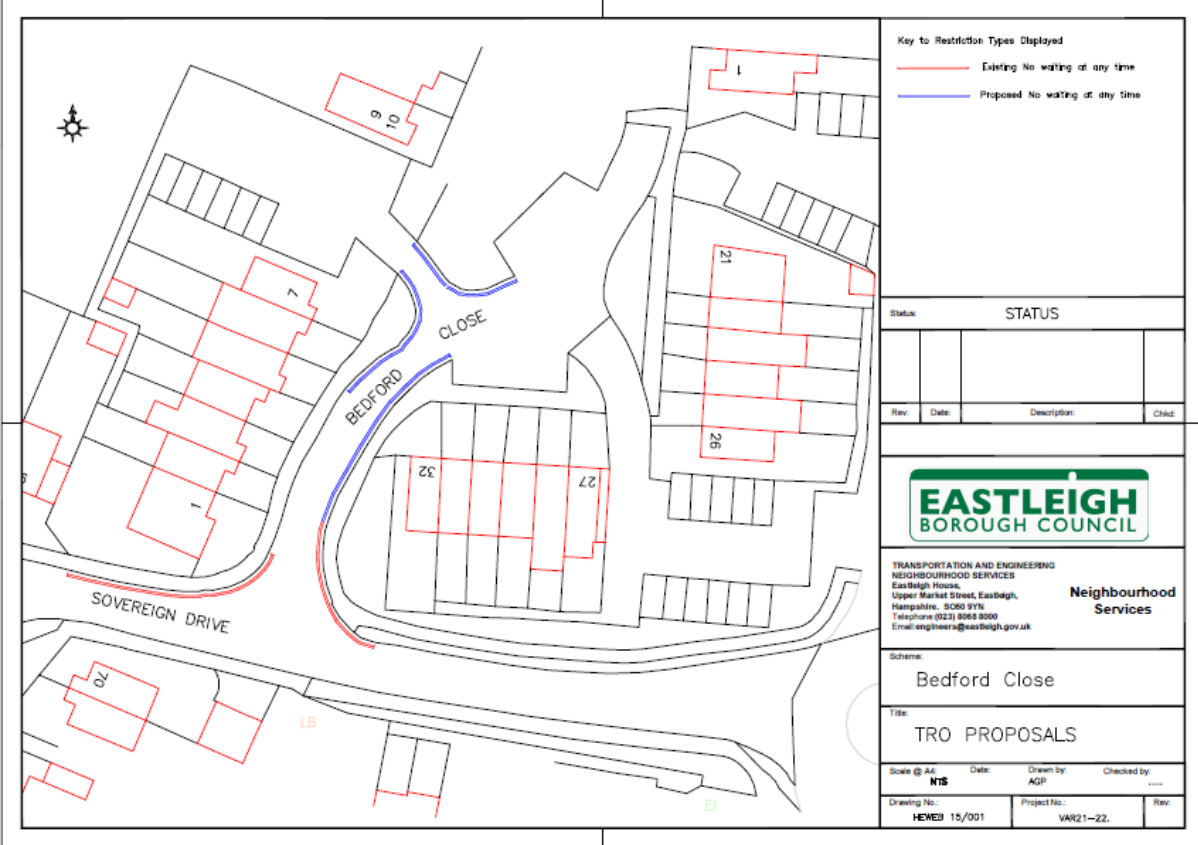 Key to Restriction Types Displayed
Existing No waiting at any time
Proposed No waiting at any time
1
9
10
7
21
CLOSE
BEDFORD
26
32
27
1
SOVEREIGN DRIVE
70
LB
El
Status:
STATUS
Rev:
Date:
Description:
Chkd:
EASTLEIGH
BOROUGH COUNCIL
TRANSPORTATION AND ENGINEERING
NEIGHBOURHOOD SERVICES
Eastleigh House,
Upper Market Street, Eastleigh,
Hampshire. SO50 9YN
Telephone:(023) 8068 8000
Email:engineers@eastleigh.gov.uk
Neighbourhood
Services
Scheme:
Bedford Close
Title:
TRO PROPOSALS
Scale @ A4:
NTS
Date:
Drawn by:
AGP
Checked by:
.....
Drawing No.:
HEWEB 15/001
Project No.:
VAR21-22.
Rev: